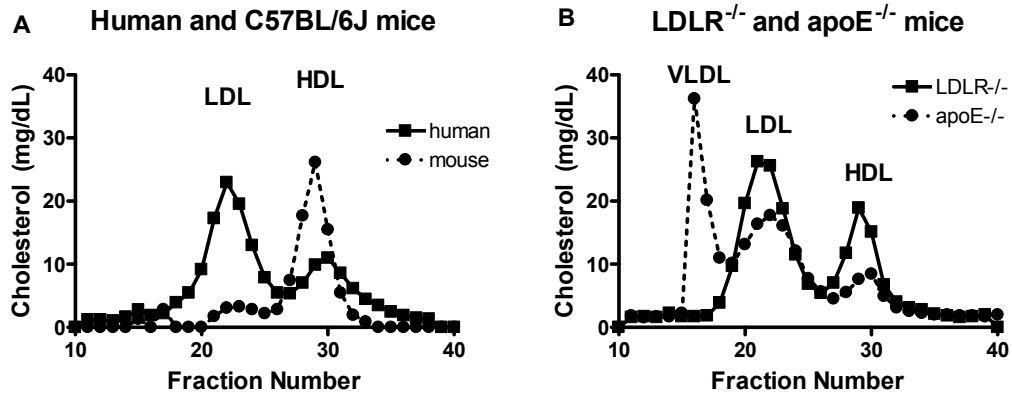 A
Human and C57BL/6J mice
40
30
20
10
0
10
20
30
40
Cholesterol (mg/dL)
Fraction Number
LDL
HDL
human
mouse
B
LDLR-/- and apoE-/- mice
40
30
20
10
0
10
20
30
40
Cholesterol (mg/dL)
Fraction Number
VLDL
LDL
HDL
LDLR-/-
apoE-/-